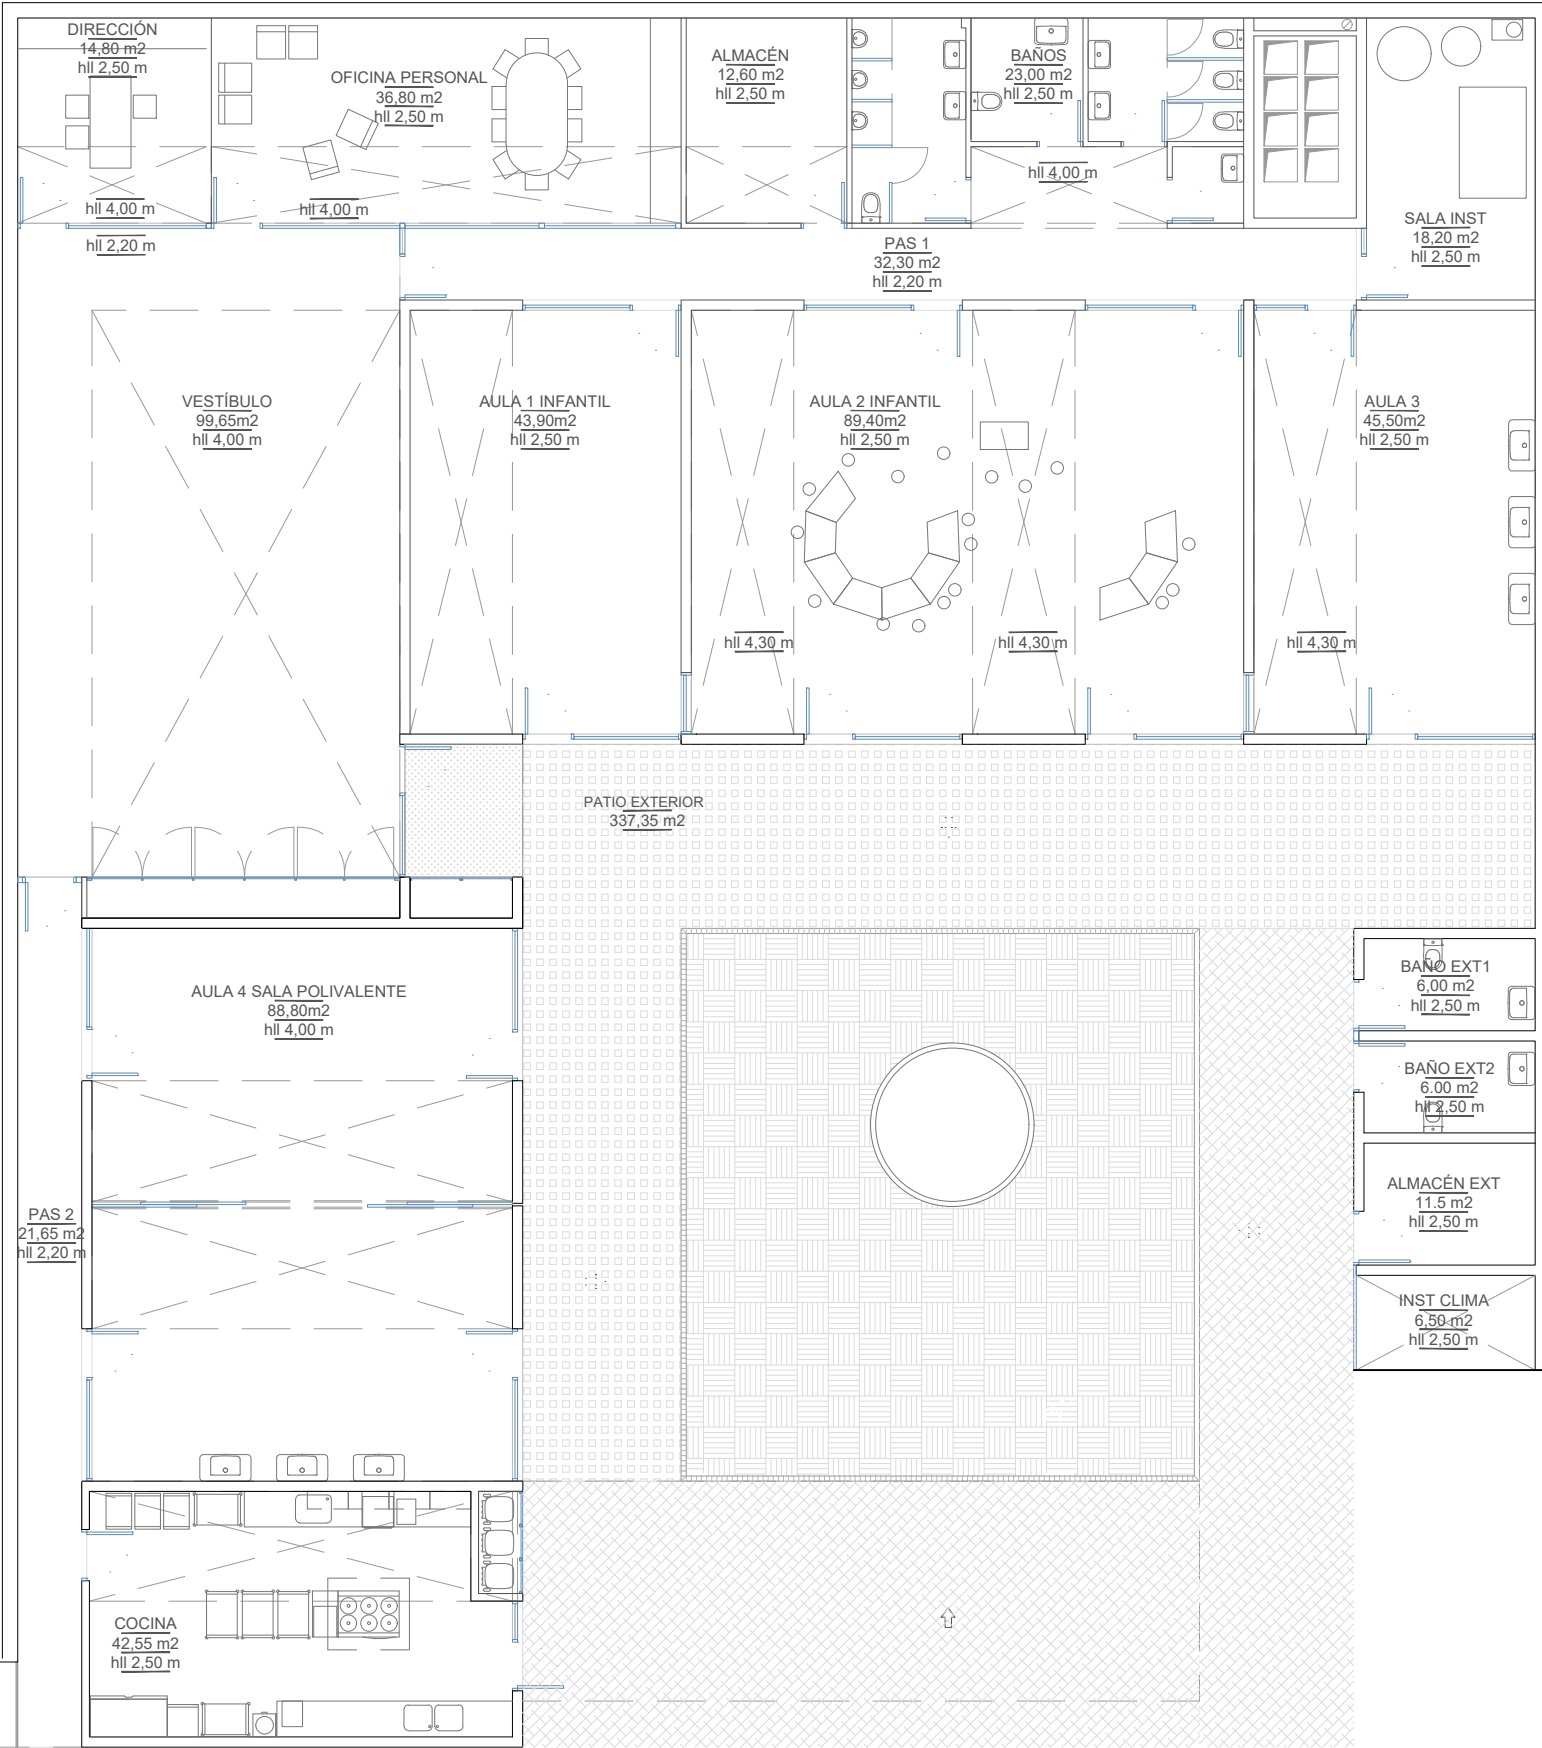 DIRECCIÓN
14,80 m2
hll 2,50 m
hll 4,00 m
hll 2,20 m
OFICINA PERSONAL
36,80 m2
hll 2,50 m
hll 4,00 m
ALMACÉN
12,60 m2
hll 2,50 m
BAÑOS
23,00 m2
hll 2,50 m
hll 4,00 m
SALA INST
18,20 m2
hll 2,50 m
PAS 1
32,30 m2
hll 2,20 m
VESTÍBULO
99,65m2
hll 4,00 m
AULA 1 INFANTIL
43,90m2
hll 2,50 m
AULA 2 INFANTIL
89,40m2
hll 2,50 m
AULA 3
45,50m2
hll 2,50 m
hll 4,30 m
hll 4,30 m
hll 4,30 m
PATIO EXTERIOR
337,35 m2
AULA 4 SALA POLIVALENTE
88,80m2
hll 4,00 m
BAÑO EXT1
6,00 m2
hll 2,50 m
BAÑO EXT2
6.00 m2
hll 2,50 m
ALMACÉN EXT
11.5 m2
hll 2,50 m
PAS 2
21,65 m2
hll 2,20 m
INST CLIMA
6,50 m2
hll 2,50 m
COCINA
42,55 m2
hll 2,50 m